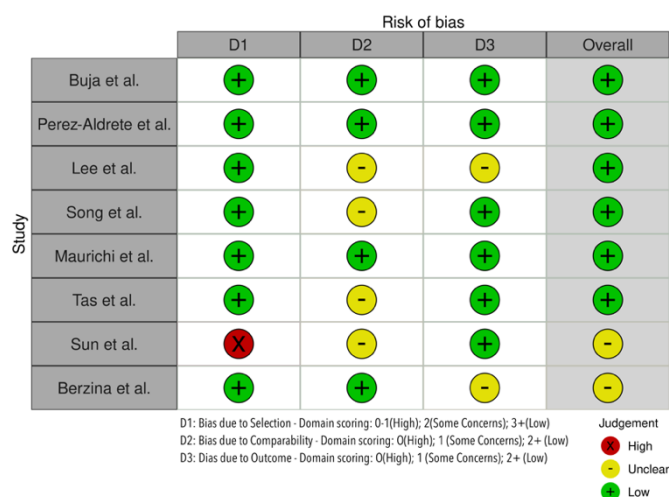 Risk of bias
D1 D2 D3 Overall
Study
Buja et al. + + + +
Perez-Aldrete et al. + + + +
Lee et al. + - - +
Song et al. + - + +
Maurichi et al. + + + +
Tas et al. + - + +
Sun et al. X - + -
Berzina et al. + + - -
D1: Bias due to Selection - Domain scoring: 0-1(High); 2(Some Concerns); 3+(Low)
D2: Bias due to Comparability - Domain scoring: O(High); 1 (Some Concerns); 2+ (Low)
D3: Dias due to Outcome - Domain scoring: O(High); 1 (Some Concerns); 2+ (Low)
Judgement
X High
- Unclear
+ Low